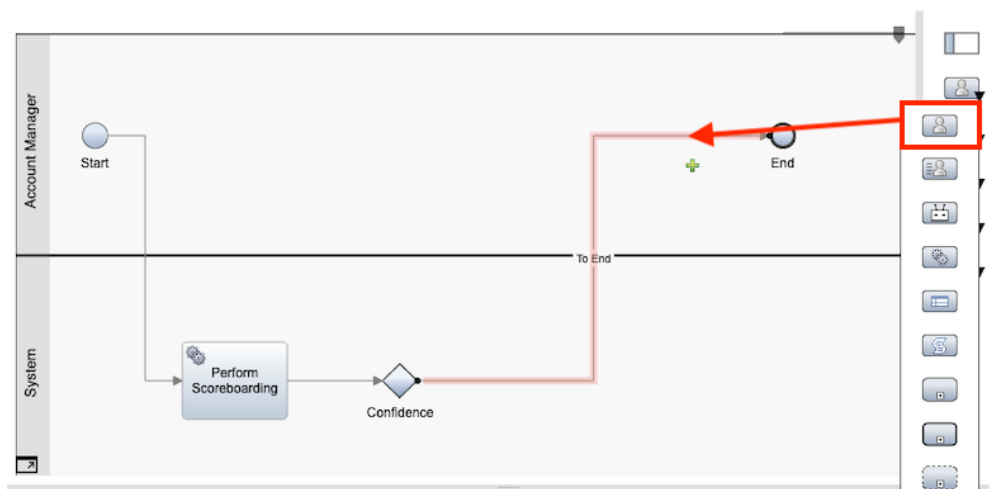 Account Manager
Start
End
To End
System
Perform
Scoreboarding
Confidence